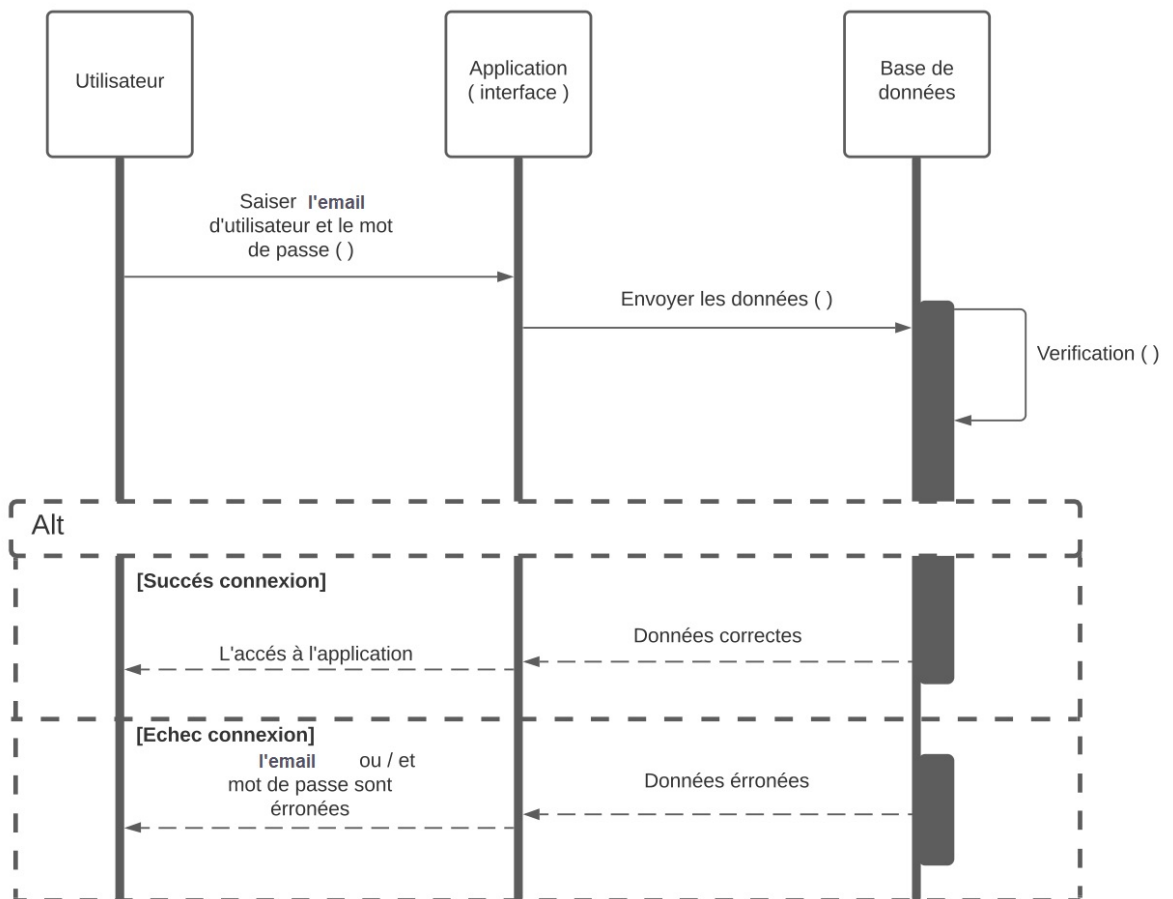 Utilisateur
Application
( interface )
Base de
données
Saiser l'email
d'utilisateur et le mot
de passe ( )
Envoyer les données ( )
Verification ( )
Alt
[Succés connexion]
Données correctes
L'accés à l'application
[Echec connexion]
l'email ou / et
mot de passe sont
érronées
Données érronées